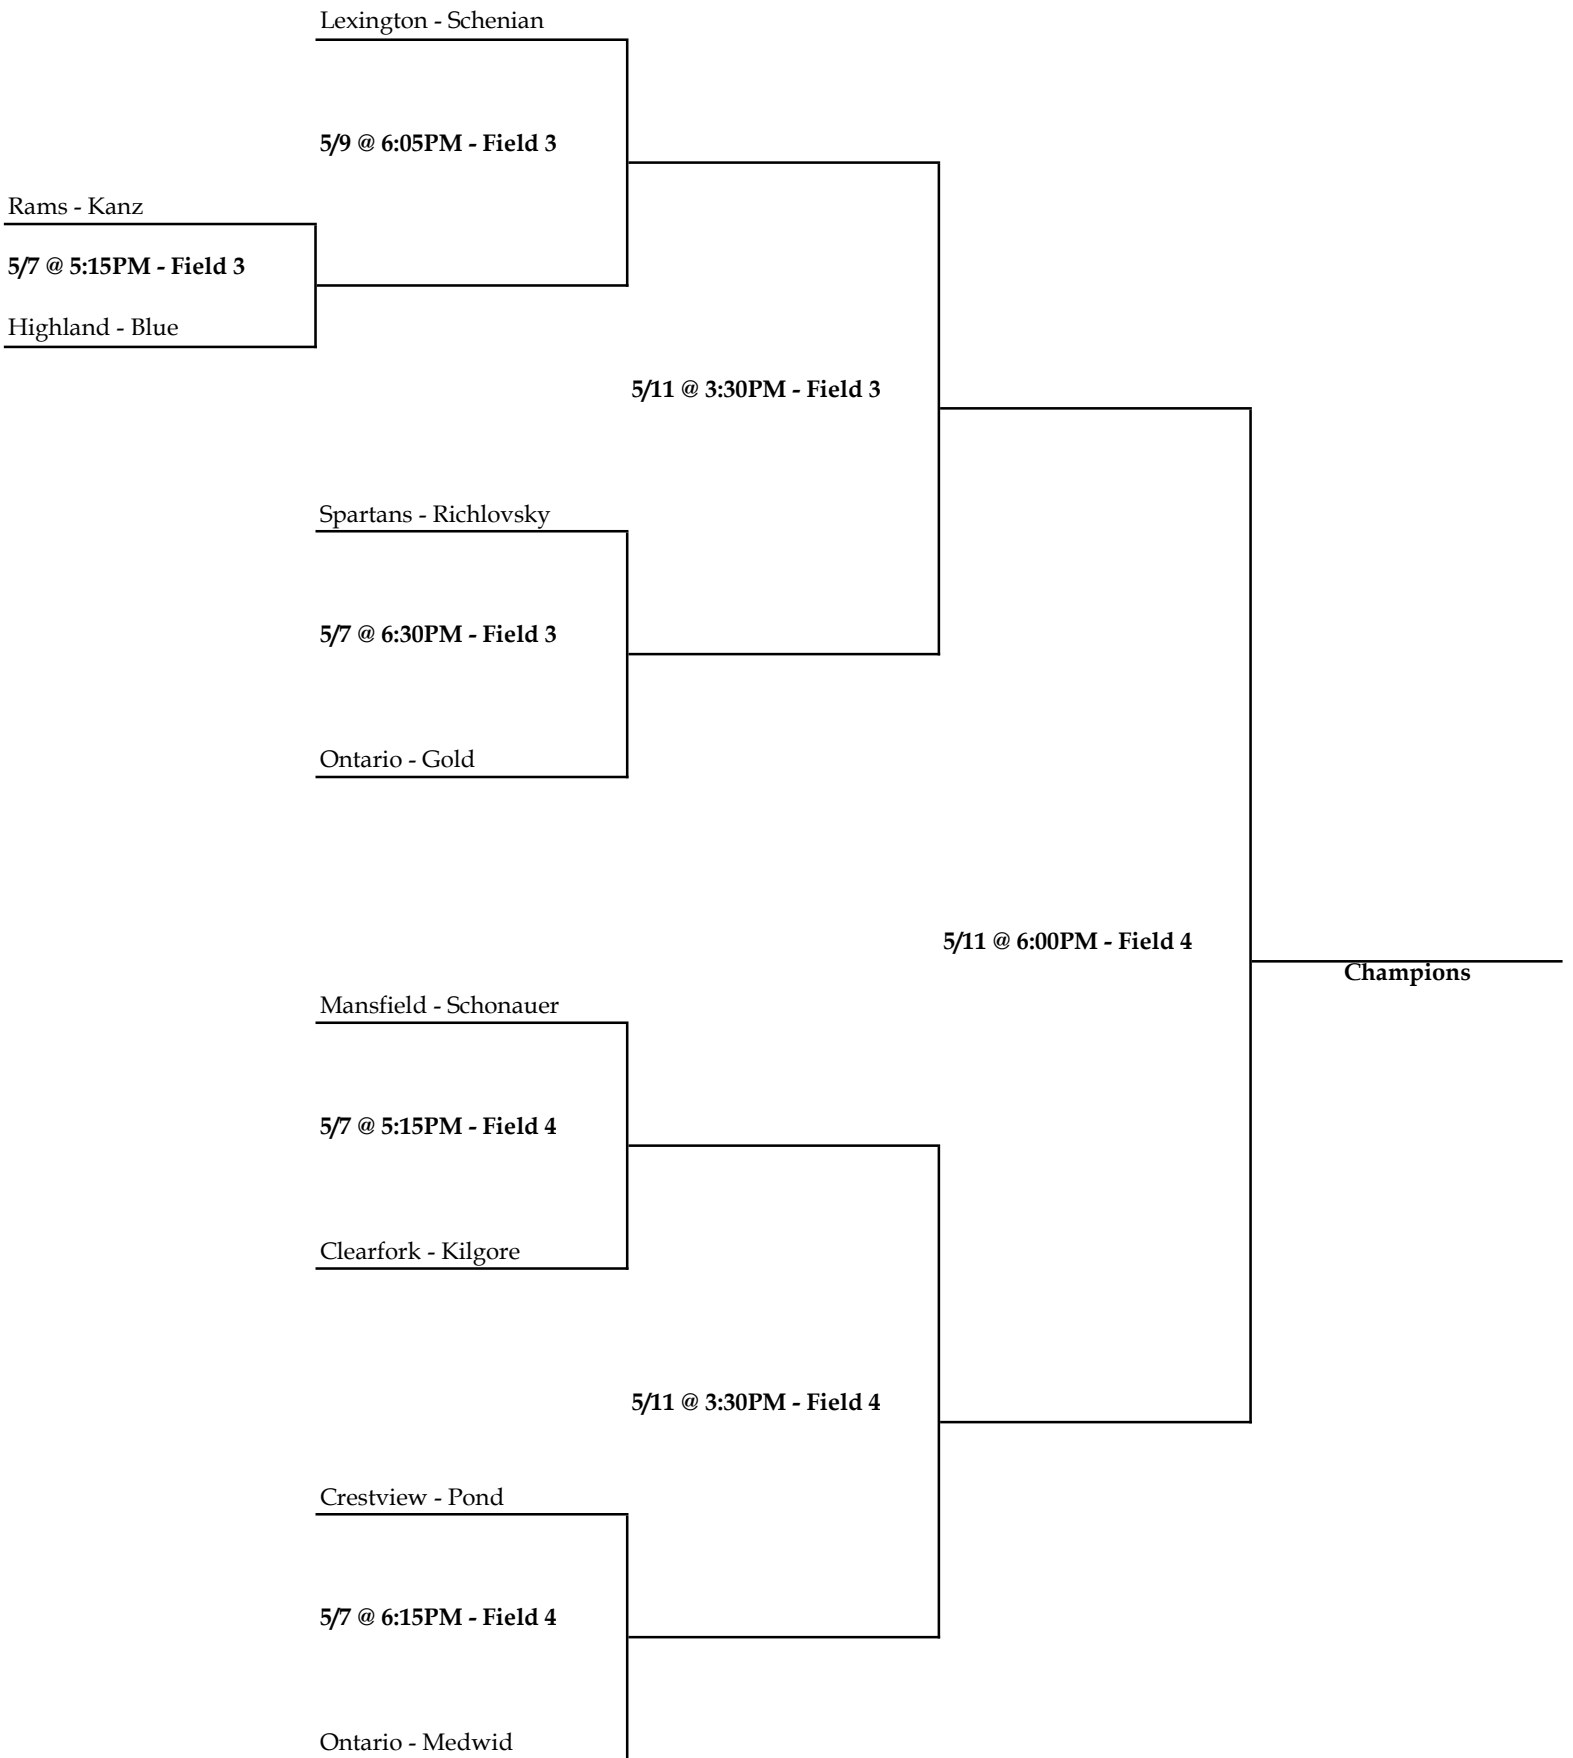 Lexington - Schenian
5/9 @ 6:05PM - Field 3
Rams - Kanz
5/7 @ 5:15PM - Field 3
Highland - Blue
5/11 @ 3:30PM - Field 3
Spartans - Richlovsky
5/7 @ 6:30PM - Field 3
Ontario - Gold
5/11 @ 6:00PM - Field 4
Champions
Mansfield - Schonauer
5/7 @ 5:15PM - Field 4
Clearfork - Kilgore
5/11 @ 3:30PM - Field 4
Crestview - Pond
5/7 @ 6:15PM - Field 4
Ontario - Medwid